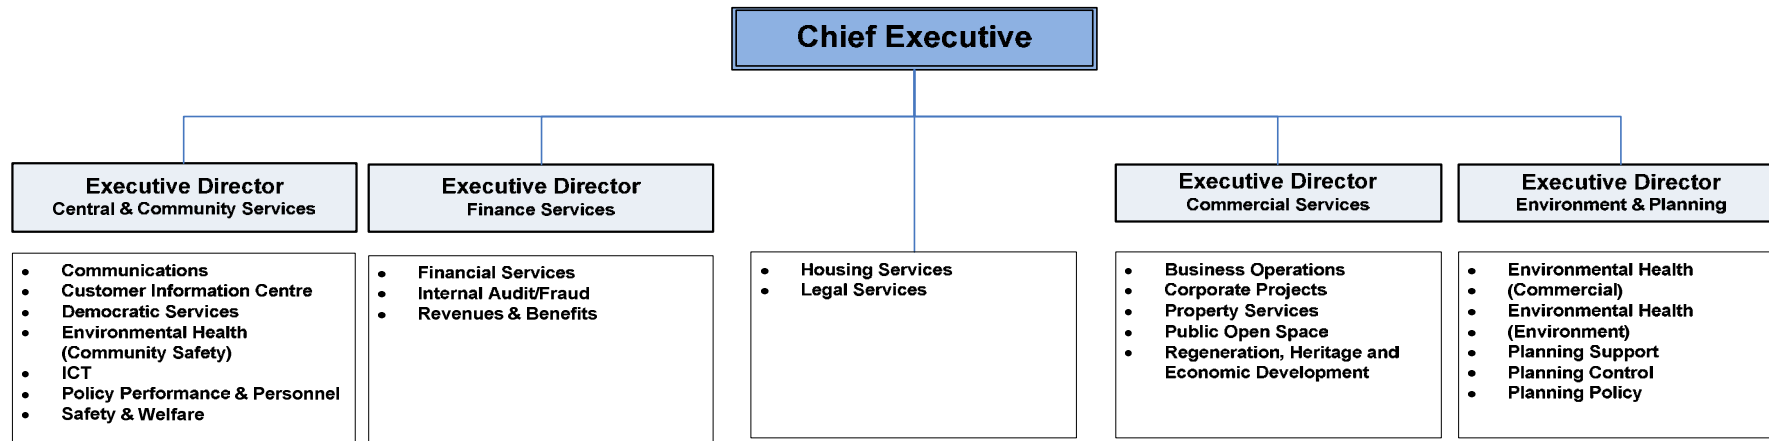 Chief Executive
Executive Director
Central & Community Services
Executive Director
Finance Services
Executive Director
Commercial Services
Executive Director
Environment & Planning
• Communications
• Customer Information Centre
• Democratic Services
• Environmental Health
(Community Safety)
• ICT
• Policy Performance & Personnel
• Safety & Welfare
• Financial Services
• Internal Audit/Fraud
• Revenues & Benefits
• Housing Services
• Legal Services
• Business Operations
• Corporate Projects
• Property Services
• Public Open Space
• Regeneration, Heritage and
Economic Development
• Environmental Health
• (Commercial)
• Environmental Health
• (Environment)
• Planning Support
• Planning Control
• Planning Policy